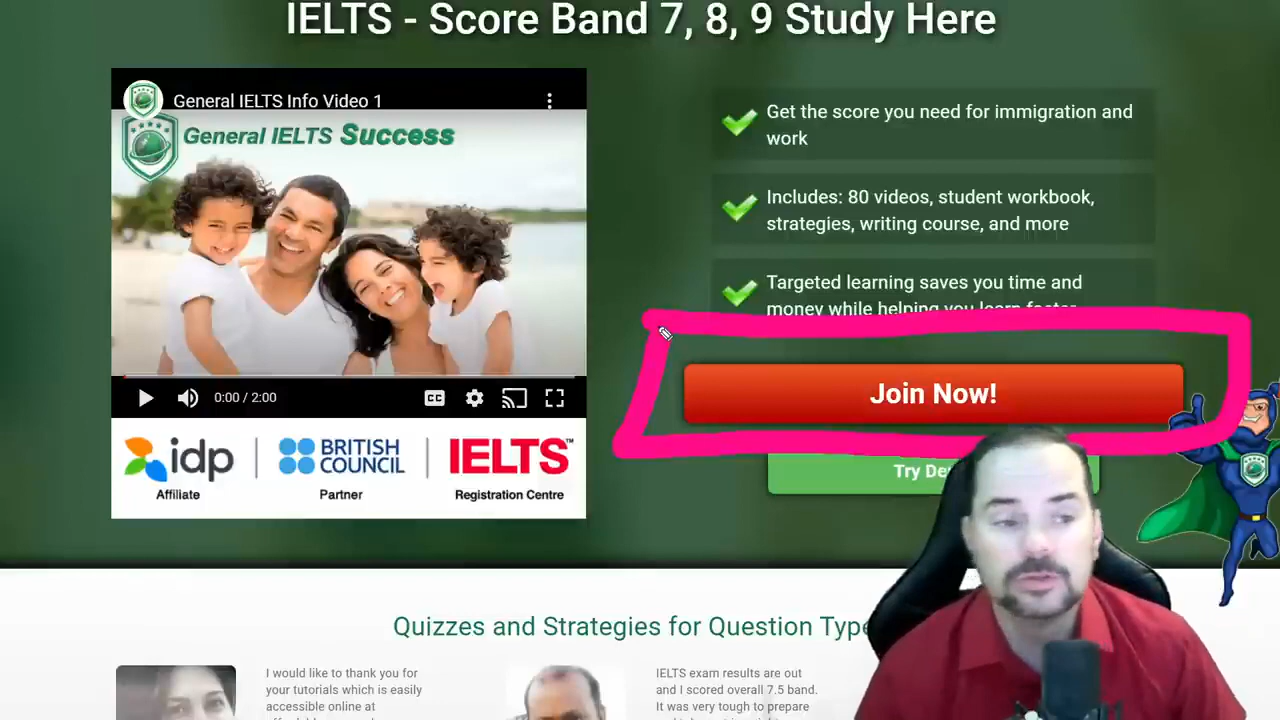 IELTS - Score Band 7, 8, 9 Study Here
General IELTS Info Video 1
General IELTS Success
0:00 / 2:00
CC
idp
Affiliate
BRITISH
COUNCIL
Partner
IELTS™
Registration Centre
Get the score you need for immigration and
work
Includes: 80 videos, student workbook,
strategies, writing course, and more
Targeted learning saves you time and
money while helping you learn faster
Join Now!
Try
Quizzes and Strategies for Question
I would like to thank you for
your tutorials which is easily
accessible online at
IELTS exam results are out
and I scored overall 7.5 band.
It was very tough to prepare